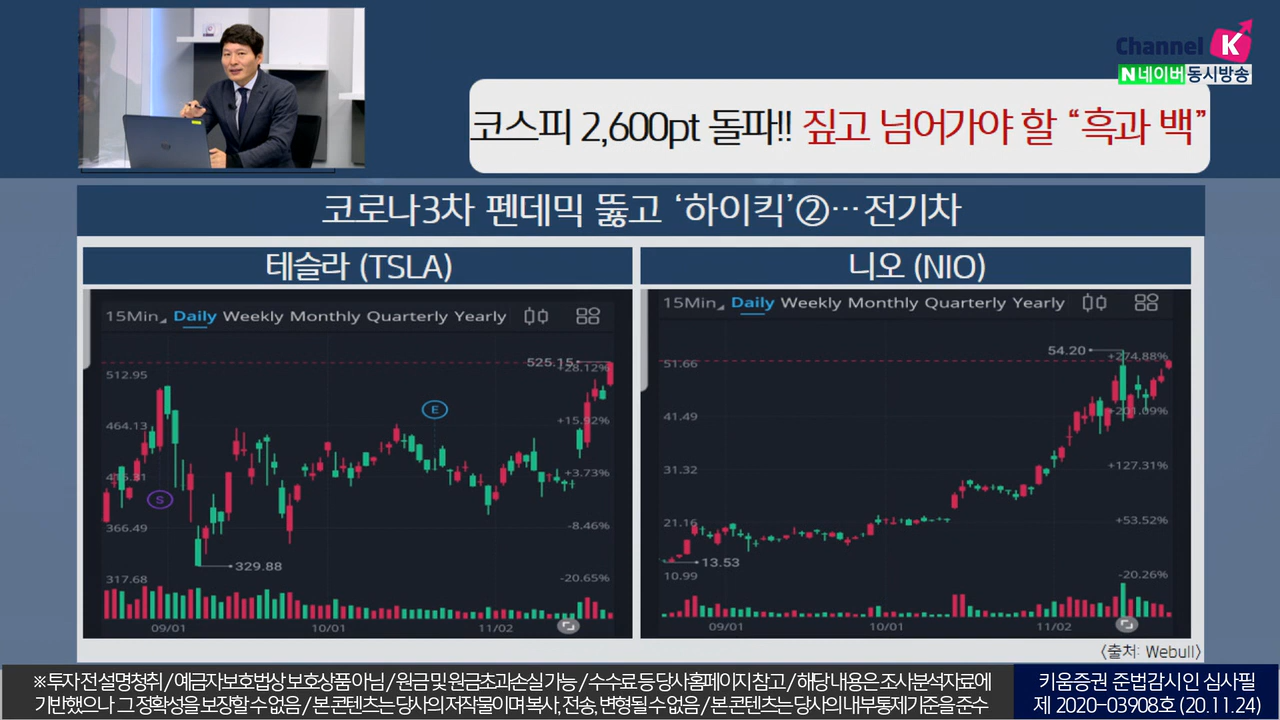 Channel K
N네이버 동시방송
코스피 2,600pt 돌파!! 짚고 넘어가야 할 “흑과 백”
코로나3차 펜데믹 뚫고 ‘하이킥’②…전기차
테슬라 (TSLA)
15Min Daily Weekly Monthly Quarterly Yearly
525.15
+28.12%
512.95
E
+15.92%
464.13
+3.73%
S
366.49
-8.46%
329.88
317.68
-20.65%
09/01 10/01 11/02
니오 (NIO)
15Min Daily Weekly Monthly Quarterly Yearly
54.20
+274.88%
51.66
41.49
+201.09%
31.32
+127.31%
21.16
+53.52%
13.53
10.99
-20.26%
09/01 10/01 11/02
〈출처: Webull〉
※ 투자 전 설명청취 / 예금자보호법상 보호상품 아님 / 원금 및 원금초과손실 가능 / 수수료 등 당사홈페이지 참고 / 해당 내용은 조사분석자료에
기반했으나 그 정확성을 보장할 수 없음 / 본 콘텐츠는 당사의 저작물이며 복사, 전송, 변형될 수 없음 / 본 콘텐츠는 당사의 내부통제기준을 준수
키움증권 준법감시인 심사필
제 2020-03908호 (20.11.24)